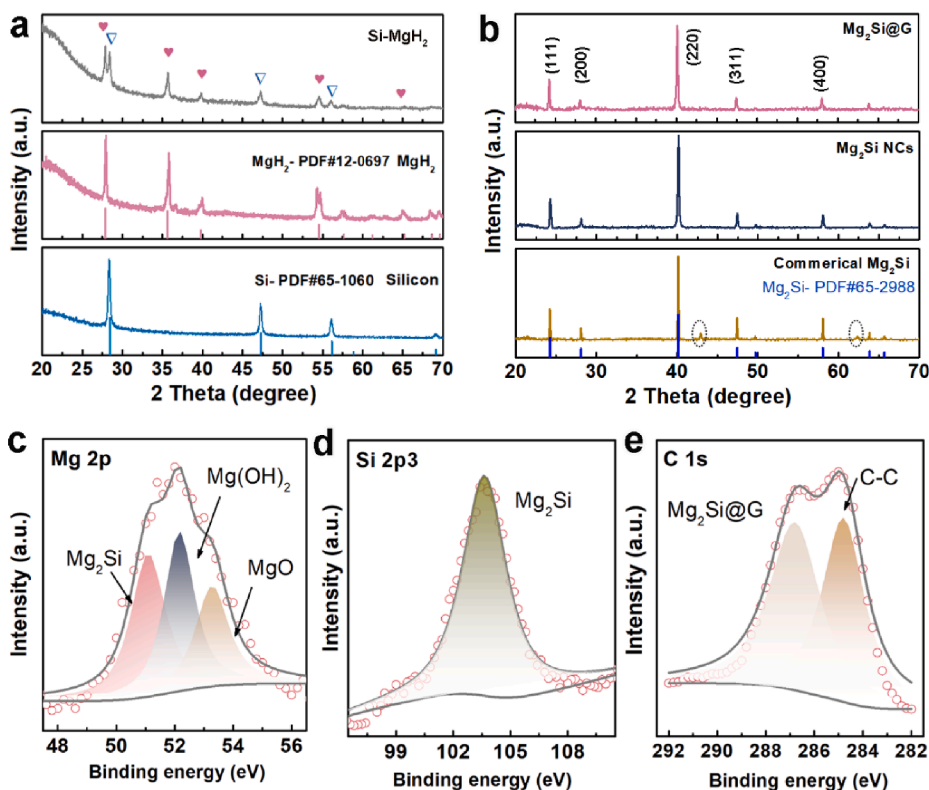 a
Si-MgH₂
MgH₂- PDF#12-0697 MgH₂
Si- PDF#65-1060 Silicon
Intensity (a.u.)
20 25 30 35 40 45 50 55 60 65 70
2 Theta (degree)
b
Mg₂Si@G
(111)
(200)
(220)
(311)
(400)
Mg₂Si NCs
Commerical Mg₂Si
Mg₂Si- PDF#65-2988
Intensity (a.u.)
20 30 40 50 60 70
2 Theta (degree)
c
Mg 2p
Mg(OH)₂
Mg₂Si
MgO
Intensity (a.u.)
48 50 52 54 56
Binding energy (eV)
d
Si 2p3
Mg₂Si
Intensity (a.u.)
99 103 105 108
Binding energy (eV)
e
C 1s
C-C
Mg₂Si@G
Intensity (a.u.)
292 290 288 286 284 282
Binding energy (eV)